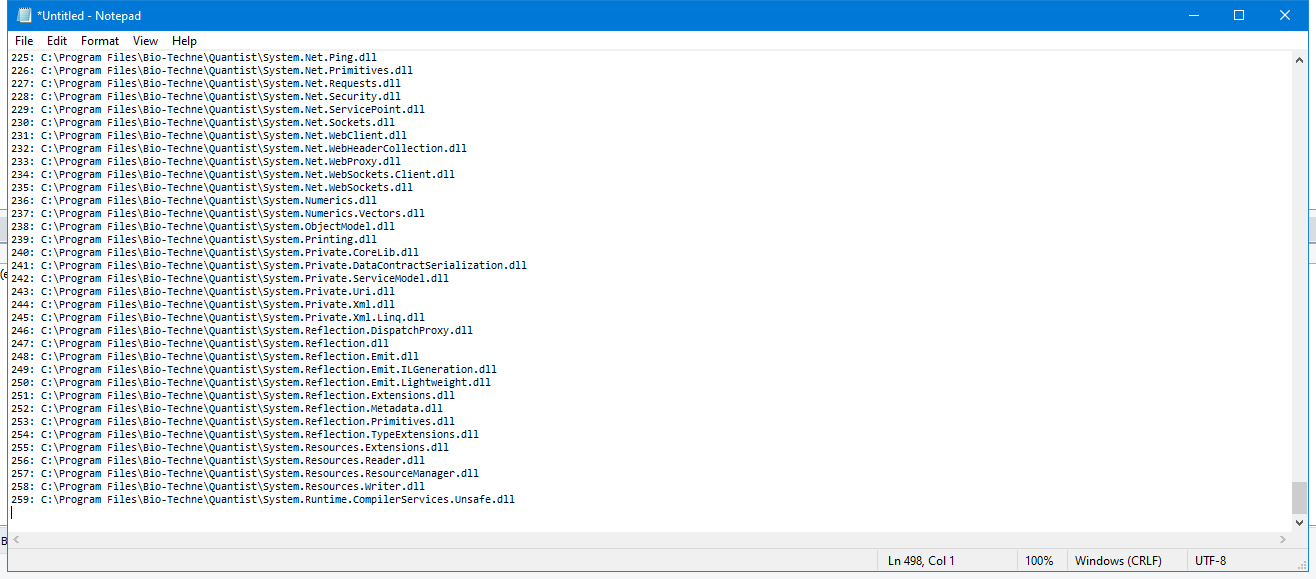 *Untitled - Notepad
File Edit Format View Help
225: C:\Program Files\Bio-Techne\Quantist\System.Net.Ping.dll
226: C:\Program Files\Bio-Techne\Quantist\System.Net.Primitives.dll
227: C:\Program Files\Bio-Techne\Quantist\System.Net.Requests.dll
228: C:\Program Files\Bio-Techne\Quantist\System.Net.Security.dll
229: C:\Program Files\Bio-Techne\Quantist\System.Net.ServicePoint.dll
230: C:\Program Files\Bio-Techne\Quantist\System.Net.Sockets.dll
231: C:\Program Files\Bio-Techne\Quantist\System.Net.WebClient.dll
232: C:\Program Files\Bio-Techne\Quantist\System.Net.WebHeaderCollection.dll
233: C:\Program Files\Bio-Techne\Quantist\System.Net.WebProxy.dll
234: C:\Program Files\Bio-Techne\Quantist\System.Net.WebSockets.Client.dll
235: C:\Program Files\Bio-Techne\Quantist\System.Net.WebSockets.dll
236: C:\Program Files\Bio-Techne\Quantist\System.Numerics.dll
237: C:\Program Files\Bio-Techne\Quantist\System.Numerics.Vectors.dll
238: C:\Program Files\Bio-Techne\Quantist\System.ObjectModel.dll
239: C:\Program Files\Bio-Techne\Quantist\System.Printing.dll
240: C:\Program Files\Bio-Techne\Quantist\System.Private.CoreLib.dll
241: C:\Program Files\Bio-Techne\Quantist\System.Private.DataContractSerialization.dll
242: C:\Program Files\Bio-Techne\Quantist\System.Private.ServiceModel.dll
243: C:\Program Files\Bio-Techne\Quantist\System.Private.Uri.dll
244: C:\Program Files\Bio-Techne\Quantist\System.Private.Xml.dll
245: C:\Program Files\Bio-Techne\Quantist\System.Private.Xml.Linq.dll
246: C:\Program Files\Bio-Techne\Quantist\System.Reflection.DispatchProxy.dll
247: C:\Program Files\Bio-Techne\Quantist\System.Reflection.dll
248: C:\Program Files\Bio-Techne\Quantist\System.Reflection.Emit.dll
249: C:\Program Files\Bio-Techne\Quantist\System.Reflection.Emit.ILGeneration.dll
250: C:\Program Files\Bio-Techne\Quantist\System.Reflection.Emit.Lightweight.dll
251: C:\Program Files\Bio-Techne\Quantist\System.Reflection.Extensions.dll
252: C:\Program Files\Bio-Techne\Quantist\System.Reflection.Metadata.dll
253: C:\Program Files\Bio-Techne\Quantist\System.Reflection.Primitives.dll
254: C:\Program Files\Bio-Techne\Quantist\System.Reflection.TypeExtensions.dll
255: C:\Program Files\Bio-Techne\Quantist\System.Resources.Extensions.dll
256: C:\Program Files\Bio-Techne\Quantist\System.Resources.Reader.dll
257: C:\Program Files\Bio-Techne\Quantist\System.Resources.ResourceManager.dll
258: C:\Program Files\Bio-Techne\Quantist\System.Resources.Writer.dll
259: C:\Program Files\Bio-Techne\Quantist\System.Runtime.CompilerServices.Unsafe.dll
Ln 498, Col 1 100% Windows (CRLF) UTF-8